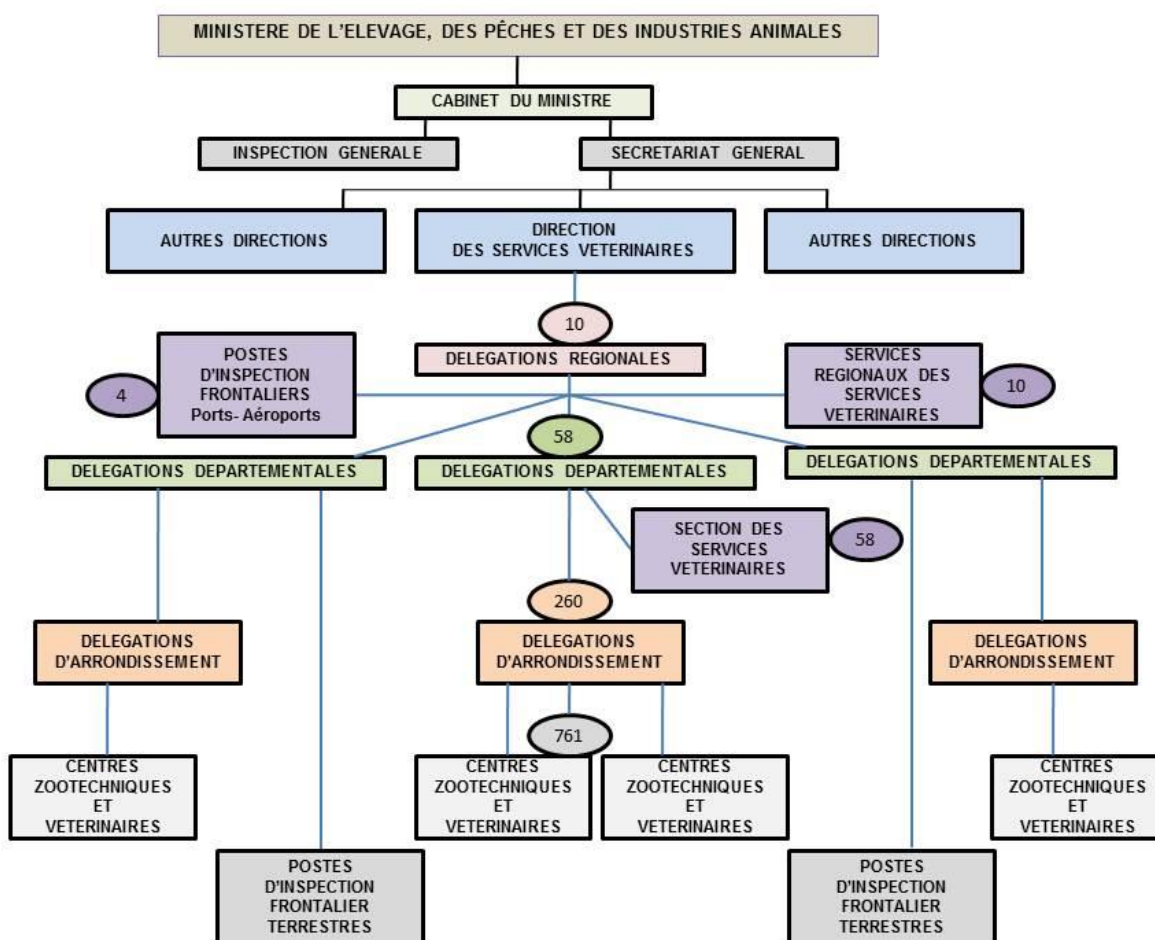 MINISTERE DE L'ELEVAGE, DES PÊCHES ET DES INDUSTRIES ANIMALES
CABINET DU MINISTRE
INSPECTION GENERALE
SECRETARIAT GENERAL
AUTRES DIRECTIONS
DIRECTION
DES SERVICES VETERINAIRES
AUTRES DIRECTIONS
10
DELEGATIONS REGIONALES
POSTES
D'INSPECTION
FRONTALIERS
Ports- Aéroports
4
SERVICES
REGIONAUX DES
SERVICES
VETERINAIRES
10
58
DELEGATIONS DEPARTEMENTALES
DELEGATIONS DEPARTEMENTALES
DELEGATIONS DEPARTEMENTALES
SECTION DES
SERVICES
VETERINAIRES
58
260
DELEGATIONS
D'ARRONDISSEMENT
DELEGATIONS
D'ARRONDISSEMENT
DELEGATIONS
D'ARRONDISSEMENT
761
CENTRES
ZOOTECHNIQUES
ET
VETERINAIRES
CENTRES
ZOOTECHNIQUES
ET
VETERINAIRES
CENTRES
ZOOTECHNIQUES
ET
VETERINAIRES
CENTRES
ZOOTECHNIQUES
ET
VETERINAIRES
POSTES
D'INSPECTION
FRONTALIER
TERRESTRES
POSTES
D'INSPECTION
FRONTALIER
TERRESTRES